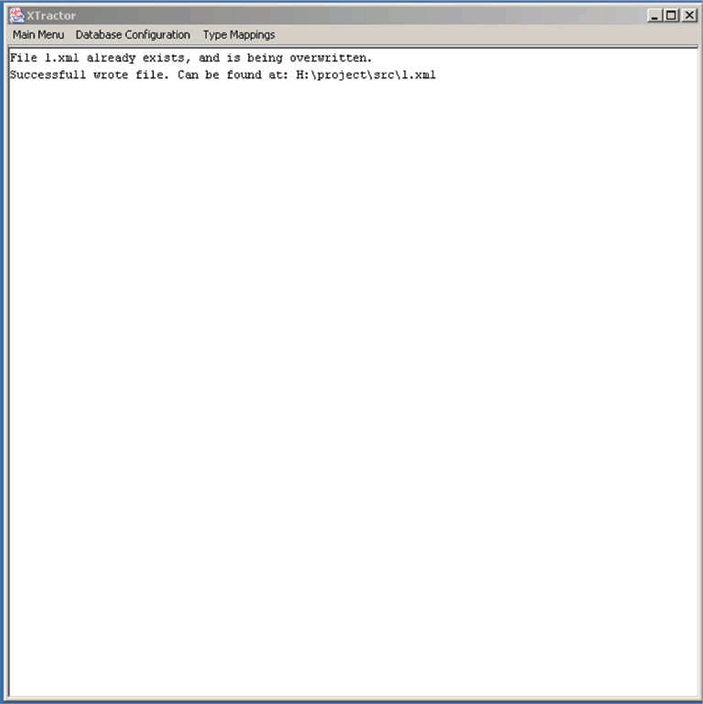 XTractor
Main Menu Database Configuration Type Mappings
File 1.xml already exists, and is being overwritten.
Successfull wrote file. Can be found at: H:\project\src\1.xml